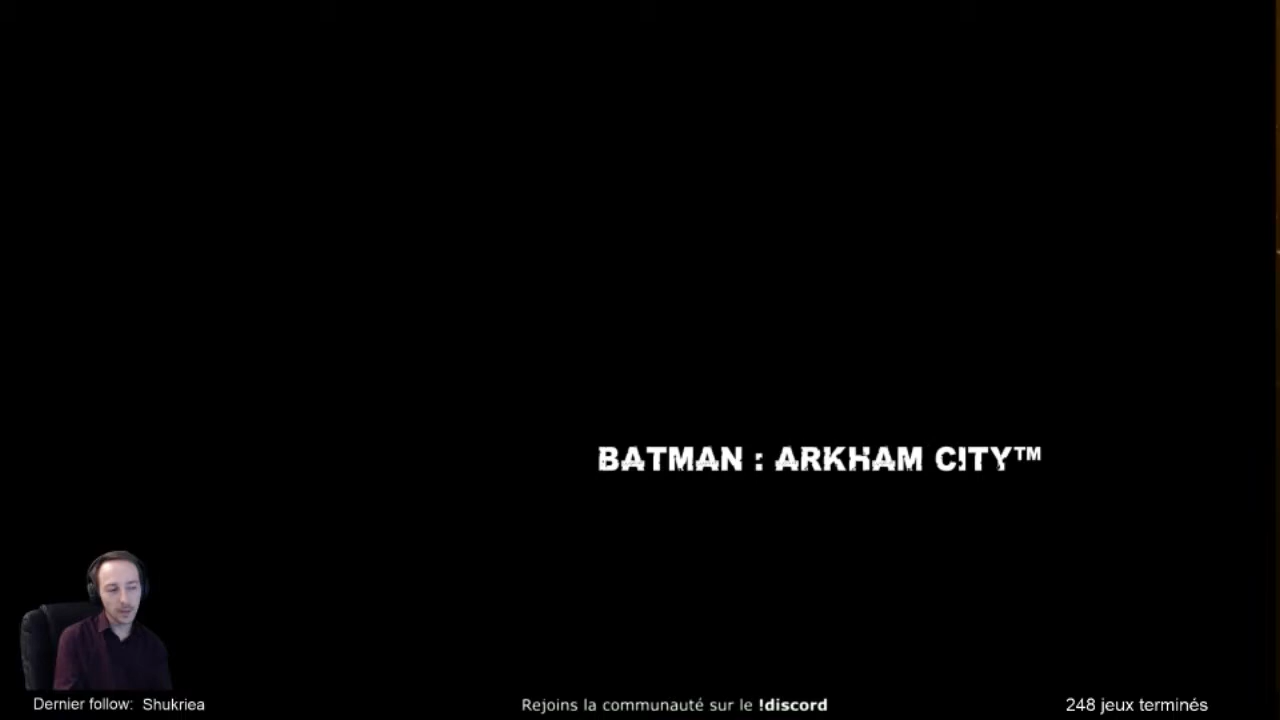 BATMAN : ARKHAM CITY™
Dernier follow: Shukriea
Rejoins la communauté sur le !discord
248 jeux terminés